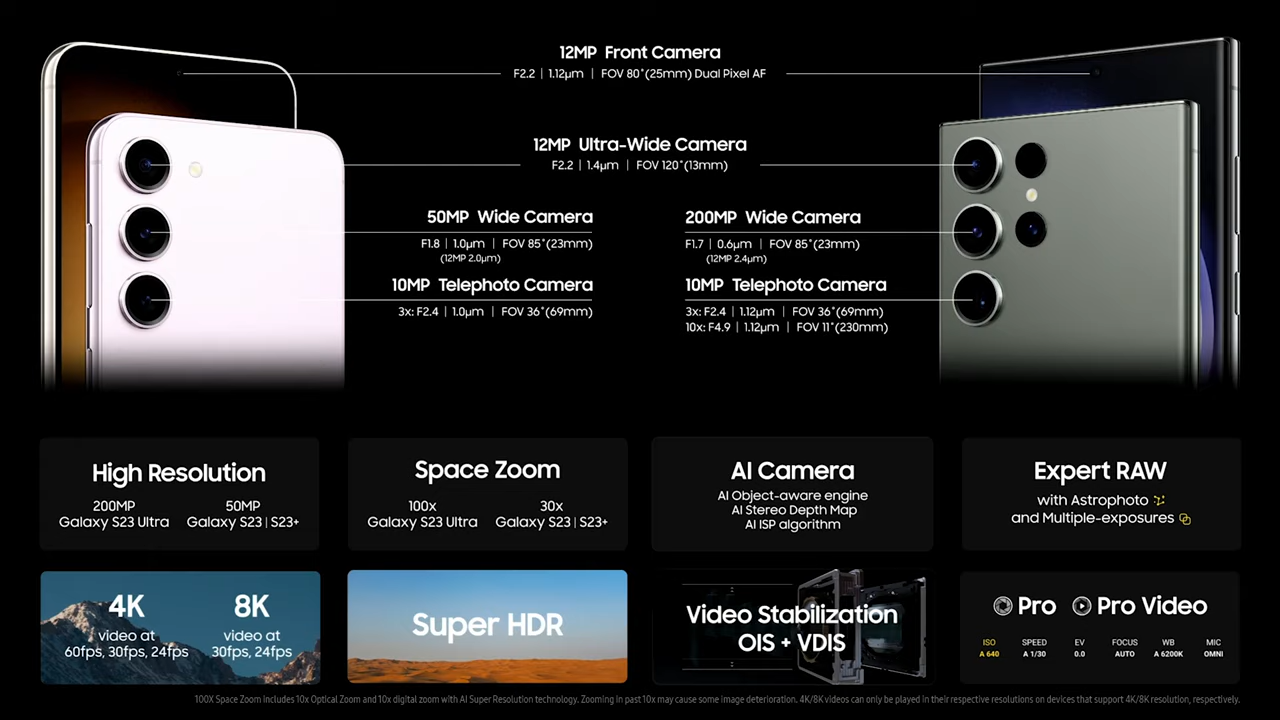 12MP Front Camera
F2.2 | 1.12μm | FOV 80°(25mm) Dual Pixel AF
12MP Ultra-Wide Camera
F2.2 | 1.4μm | FOV 120°(13mm)
50MP Wide Camera
F1.8 | 1.0μm | FOV 85°(23mm)
(12MP 2.0μm)
10MP Telephoto Camera
3x: F2.4 | 1.0μm | FOV 36°(69mm)
200MP Wide Camera
F1.7 | 0.6μm | FOV 85°(23mm)
(12MP 2.4μm)
10MP Telephoto Camera
3x: F2.4 | 1.12μm | FOV 36°(69mm)
10x: F4.9 | 1.12μm | FOV 11°(230mm)
High Resolution
200MP
Galaxy S23 Ultra
50MP
Galaxy S23 | S23+
Space Zoom
100x
Galaxy S23 Ultra
30x
Galaxy S23 | S23+
AI Camera
AI Object-aware engine
AI Stereo Depth Map
AI ISP algorithm
Expert RAW
with Astrophoto
and Multiple-exposures
4K
video at
60fps, 30fps, 24fps
8K
video at
30fps, 24fps
Super HDR
Video Stabilization
OIS + VDIS
Pro Pro Video
ISO SPEED EV FOCUS WB MIC
A 640 A 1/30 0.0 AUTO A 6200K OMNI
100X Space Zoom includes 10x Optical Zoom and 10x digital zoom with AI Super Resolution technology. Zooming in past 10x may cause some image deterioration. 4K/8K videos can only be played in their respective resolutions on devices that support 4K/8K resolution, respectively.